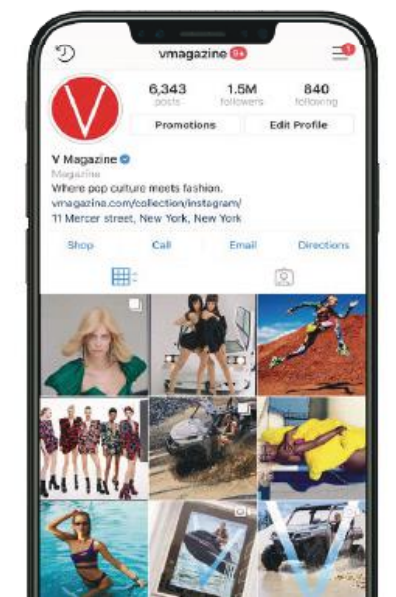 vmagazine 9+
1
6,343 1.5M 840
posts followers following
Promotions Edit Profile
V
V Magazine
Magazine
Where pop culture meets fashion.
vmagazine.com/collection/instagram/
11 Mercer street, New York, New York
Shop Call Email Directions
V